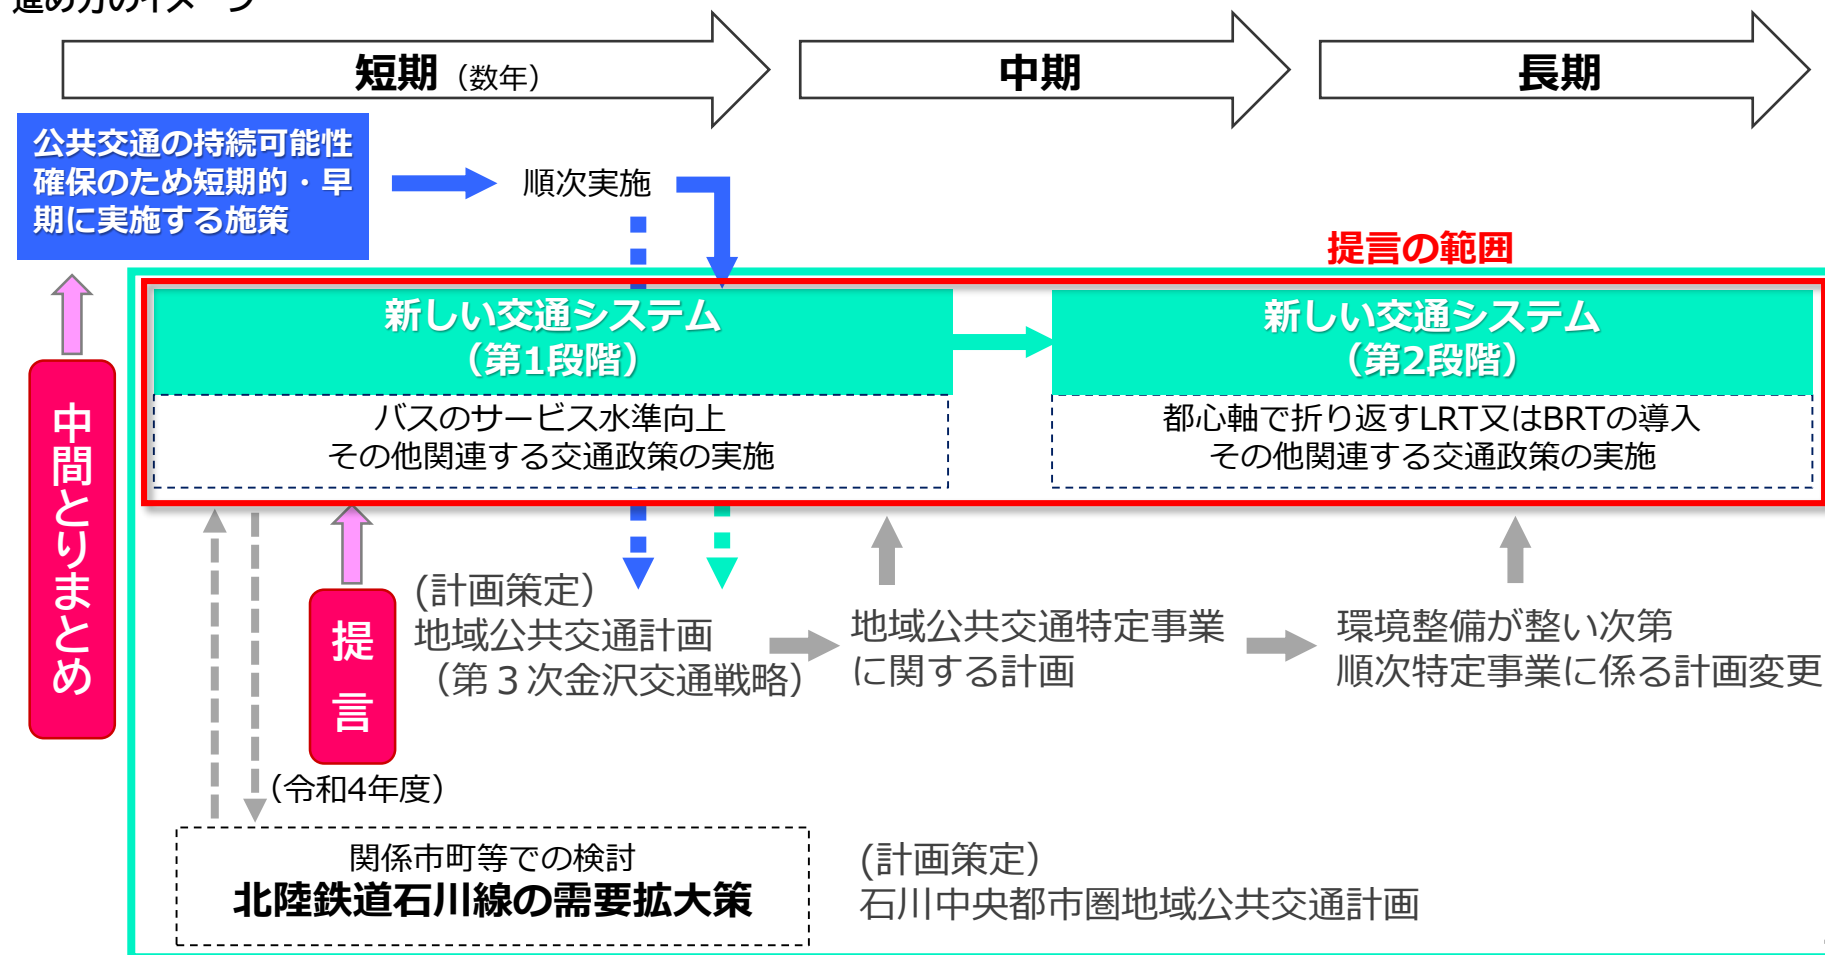 進め方のイメージ
短期（数年）
中期
長期
公共交通の持続可能性
確保のため短期的・早
期に実施する施策
順次実施
提言の範囲
新しい交通システム
（第1段階）
新しい交通システム
（第2段階）
バスのサービス水準向上
その他関連する交通政策の実施
都心軸で折り返すLRT又はBRTの導入
その他関連する交通政策の実施
中間とりまとめ
提言
(計画策定）
地域公共交通計画
（第３次金沢交通戦略）
地域公共交通特定事業
に関する計画
環境整備が整い次第
順次特定事業に係る計画変更
（令和4年度）
関係市町等での検討
北陸鉄道石川線の需要拡大策
(計画策定）
石川中央都市圏地域公共交通計画